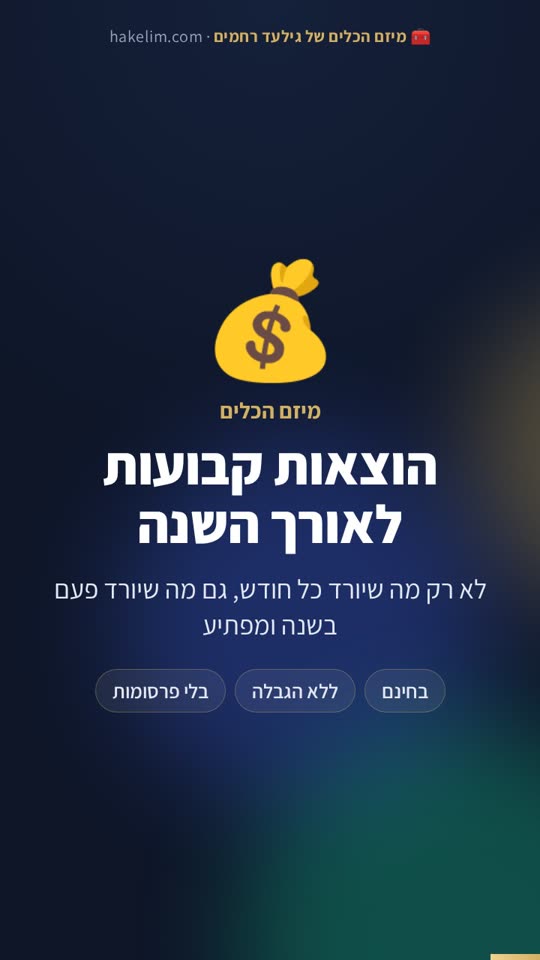 🧰 מיזם הכלים של גילעד רחמים · hakelim.com
מיזם הכלים
הוצאות קבועות
לאורך השנה
לא רק מה שיורד כל חודש, גם מה שיורד פעם
בשנה ומפתיע
בחינם
ללא הגבלה
בלי פרסומות